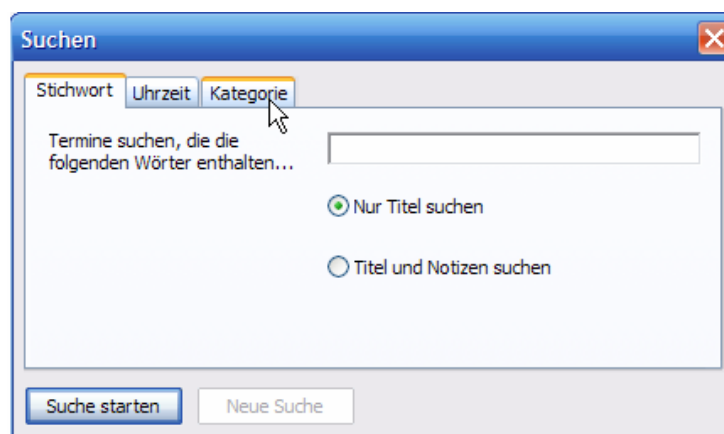 Suchen
Stichwort Uhrzeit Kategorie
Termine suchen, die die
folgenden Wörter enthalten...
Nur Titel suchen
Titel und Notizen suchen
Suche starten Neue Suche